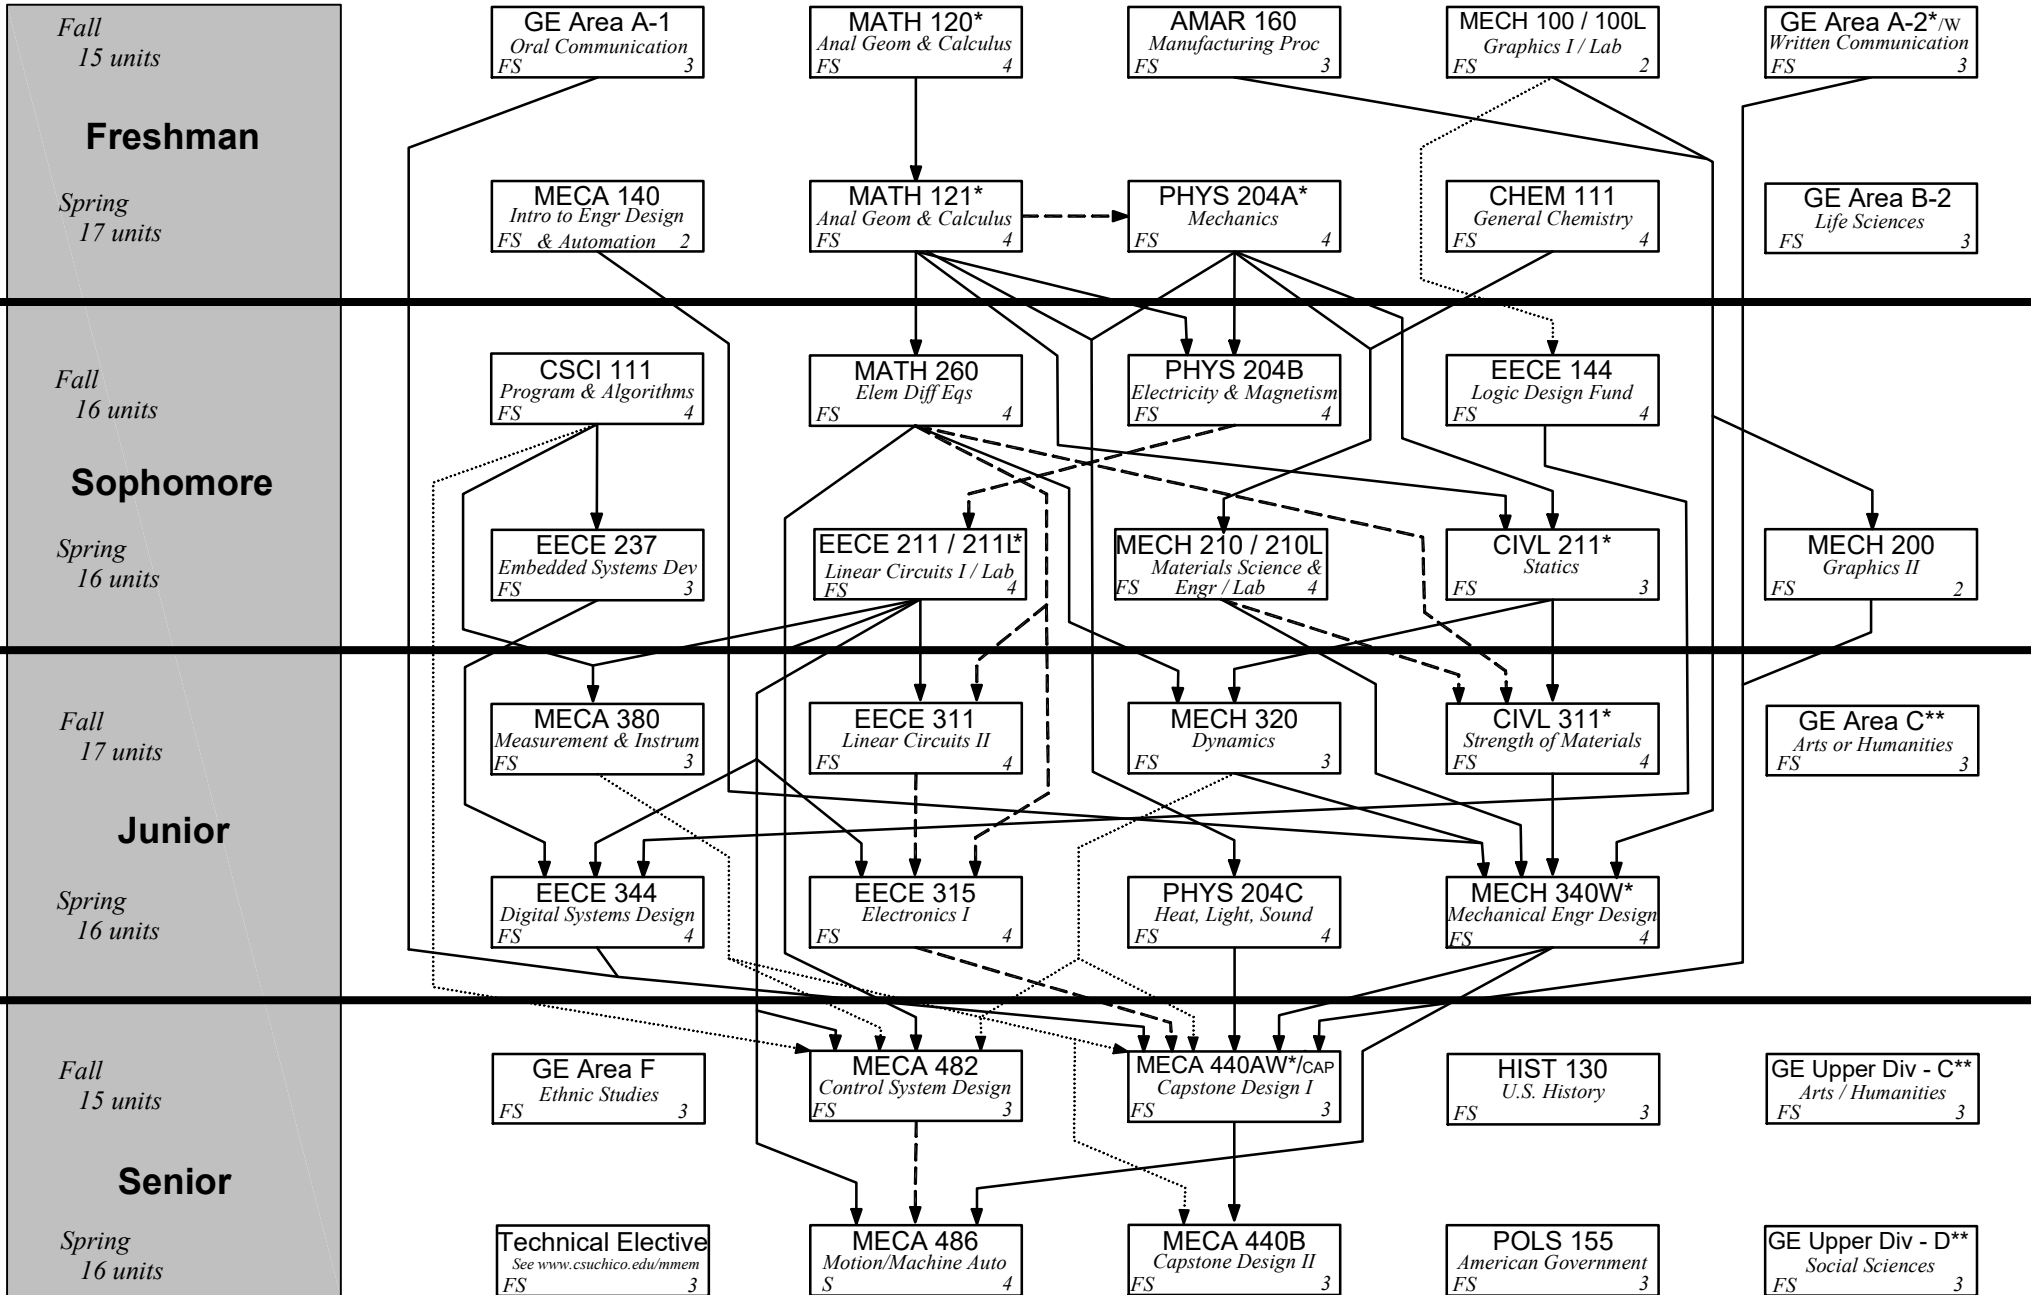 Fall
15 units
GE Area A-1
Oral Communication
FS 3
MATH 120*
Anal Geom & Calculus
FS 4
AMAR 160
Manufacturing Proc
FS 3
MECH 100 / 100L
Graphics I / Lab
FS 2
GE Area A-2*/W
Written Communication
FS 3
Freshman
Spring
17 units
MECA 140
Intro to Engr Design
FS & Automation 2
MATH 121*
Anal Geom & Calculus
FS 4
PHYS 204A*
Mechanics
FS 4
CHEM 111
General Chemistry
FS 4
GE Area B-2
Life Sciences
FS 3
Fall
16 units
CSCI 111
Program & Algorithms
FS 4
MATH 260
Elem Diff Eqs
FS 4
PHYS 204B
Electricity & Magnetism
FS 4
EECE 144
Logic Design Fund
FS 4
Sophomore
Spring
16 units
EECE 237
Embedded Systems Dev
FS 3
EECE 211 / 211L*
Linear Circuits I / Lab
FS 4
MECH 210 / 210L
Materials Science &
FS Engr / Lab 4
CIVL 211*
Statics
FS 3
MECH 200
Graphics II
FS 2
Fall
17 units
MECA 380
Measurement & Instrum
FS 3
EECE 311
Linear Circuits II
FS 4
MECH 320
Dynamics
FS 3
CIVL 311*
Strength of Materials
FS 4
GE Area C**
Arts or Humanities
FS 3
Junior
Spring
16 units
EECE 344
Digital Systems Design
FS 4
EECE 315
Electronics I
FS 4
PHYS 204C
Heat, Light, Sound
FS 4
MECH 340W*
Mechanical Engr Design
FS 4
Fall
15 units
GE Area F
Ethnic Studies
FS 3
MECA 482
Control System Design
FS 3
MECA 440AW*/CAP
Capstone Design I
FS 3
HIST 130
U.S. History
FS 3
GE Upper Div - C**
Arts / Humanities
FS 3
Senior
Spring
16 units
Technical Elective
See www.csuchico.edu/mmem
FS 3
MECA 486
Motion/Machine Auto
S 4
MECA 440B
Capstone Design II
FS 3
POLS 155
American Government
FS 3
GE Upper Div - D**
Social Sciences
FS 3